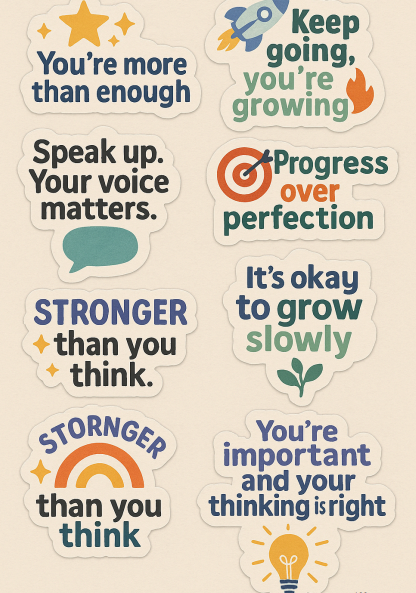 You're more
than enough
Keep
going,
you're
growing
Speak up.
Your voice
matters.
Progress
over
perfection
STRONGER
than you
think.
It's okay
to grow
slowly
STORNGER
than you
think
You're
important
and your
thinking is right